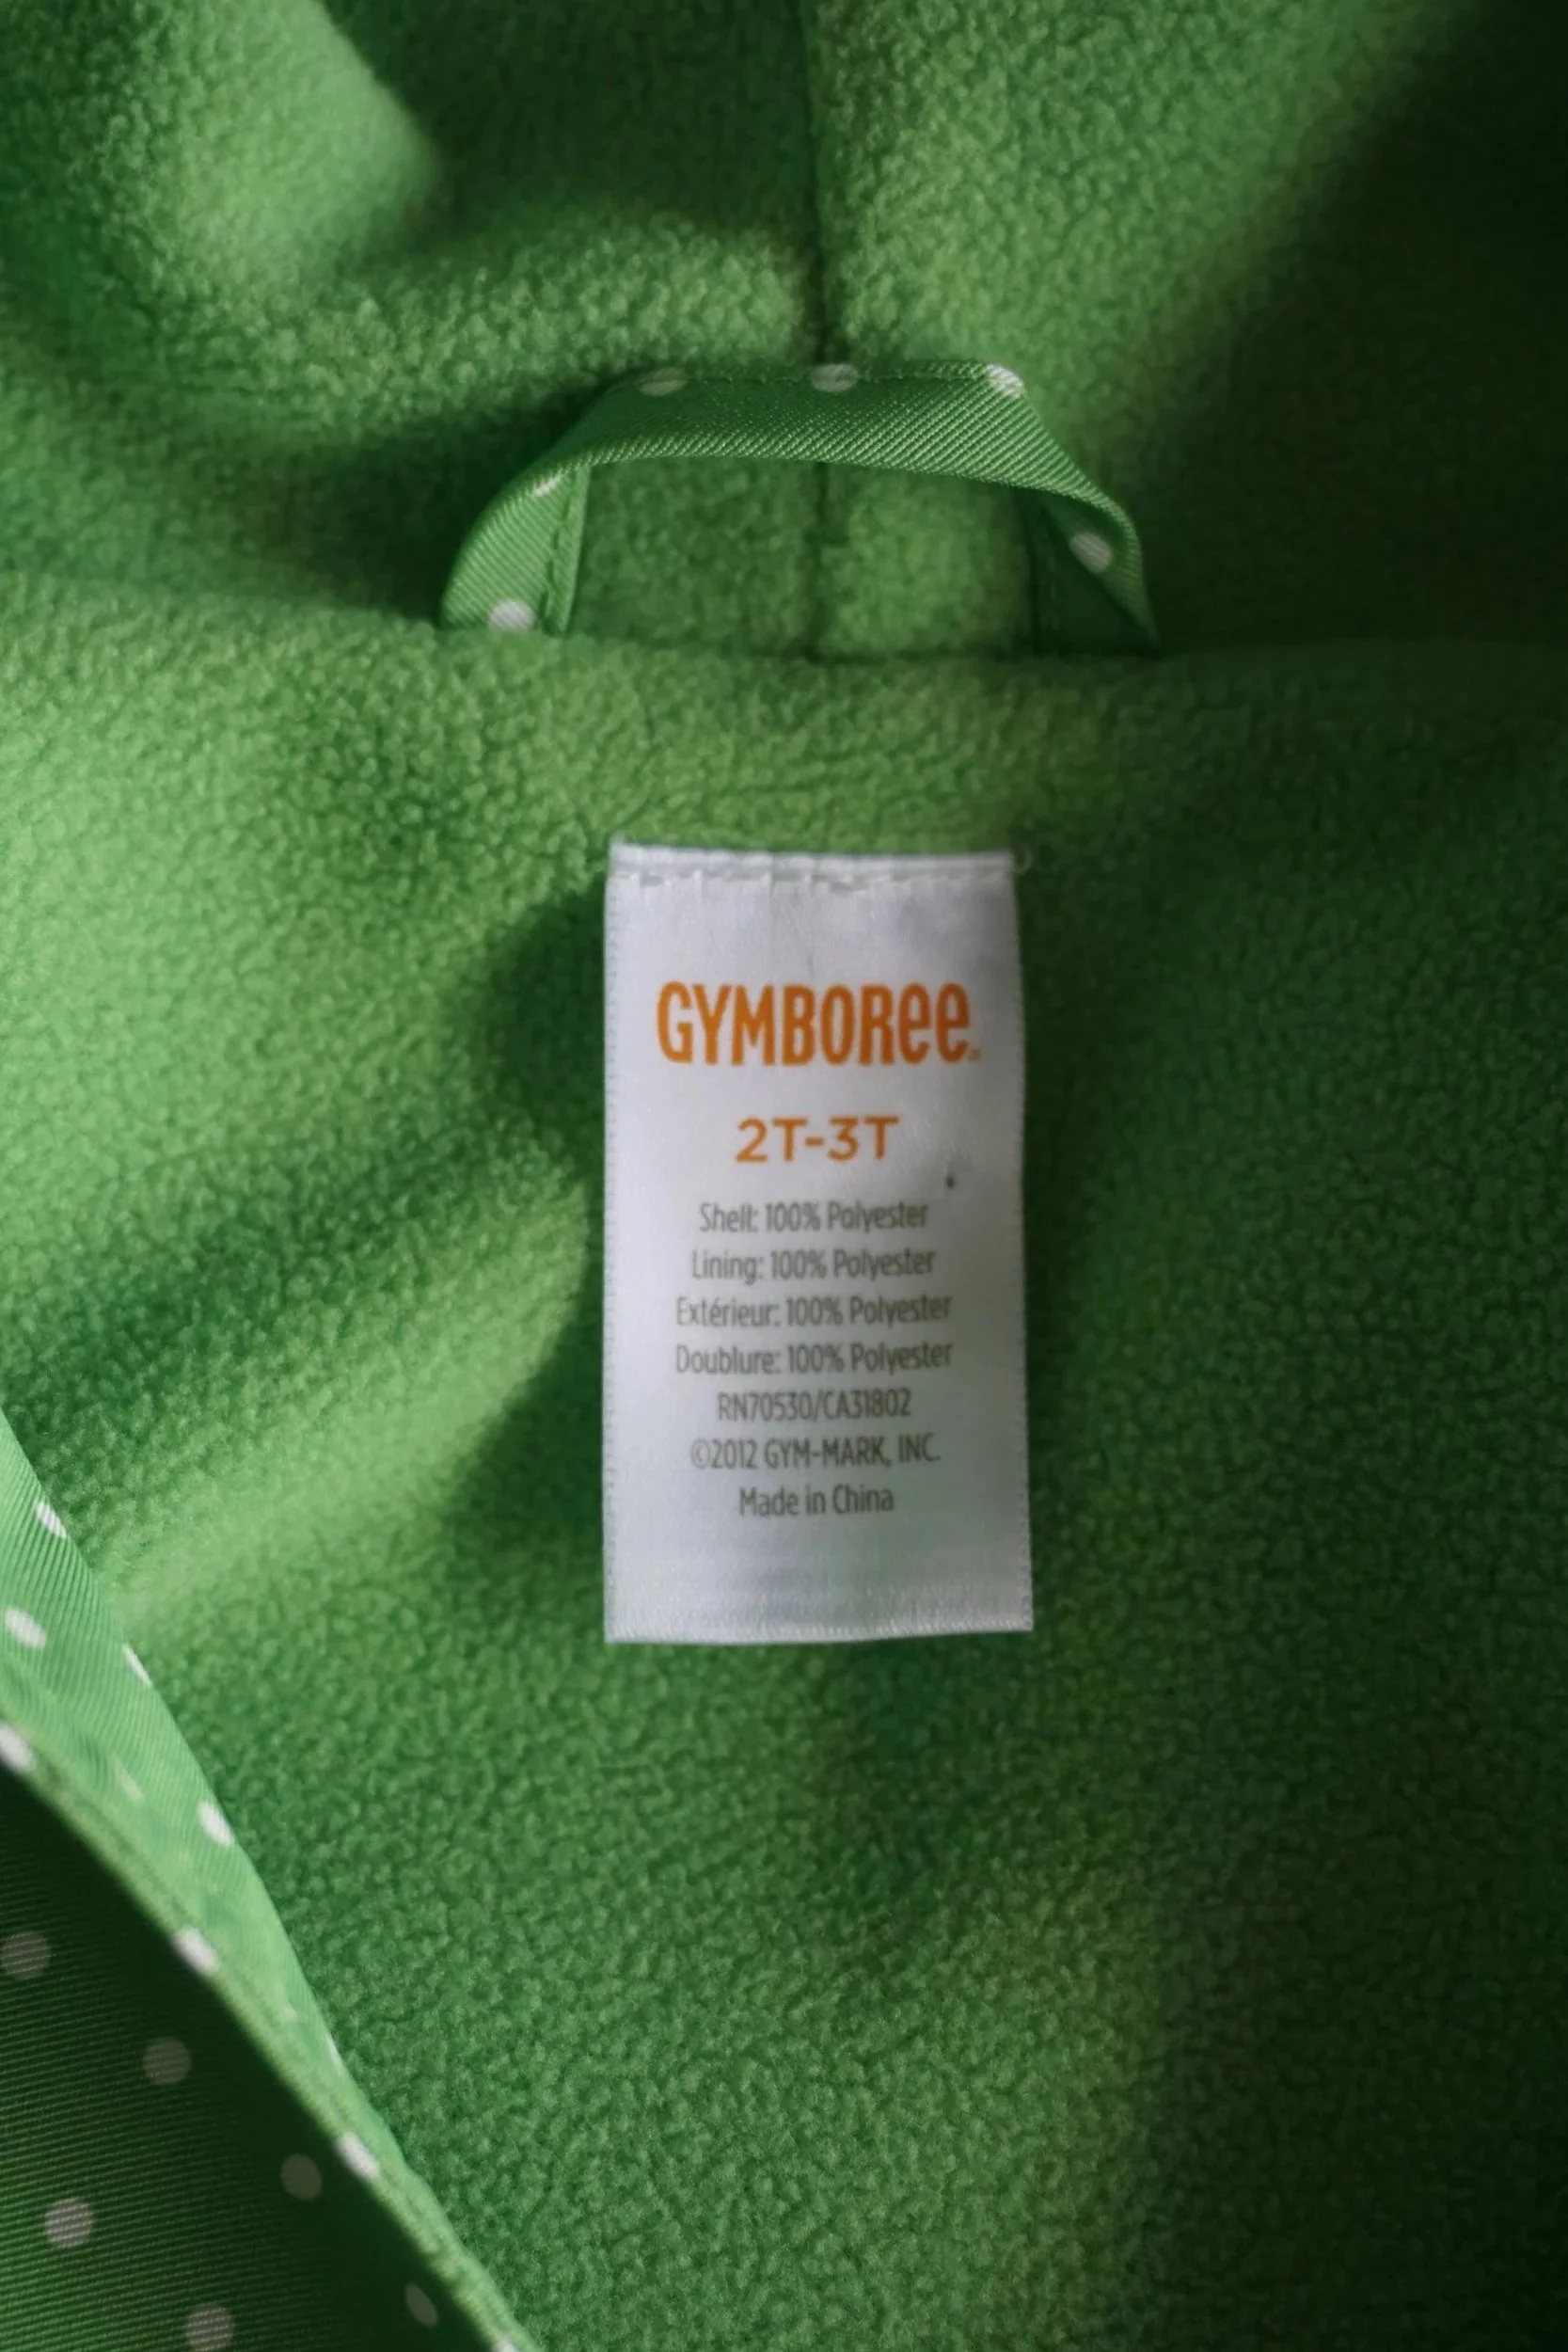 GYMBOREE
2T-3T
Shell: 100% Polyester
Lining: 100% Polyester
Extérieur: 100% Polyester
Doublure: 100% Polyester
RN70530/CA31802
©2012 GYM-MARK, INC.
Made in China